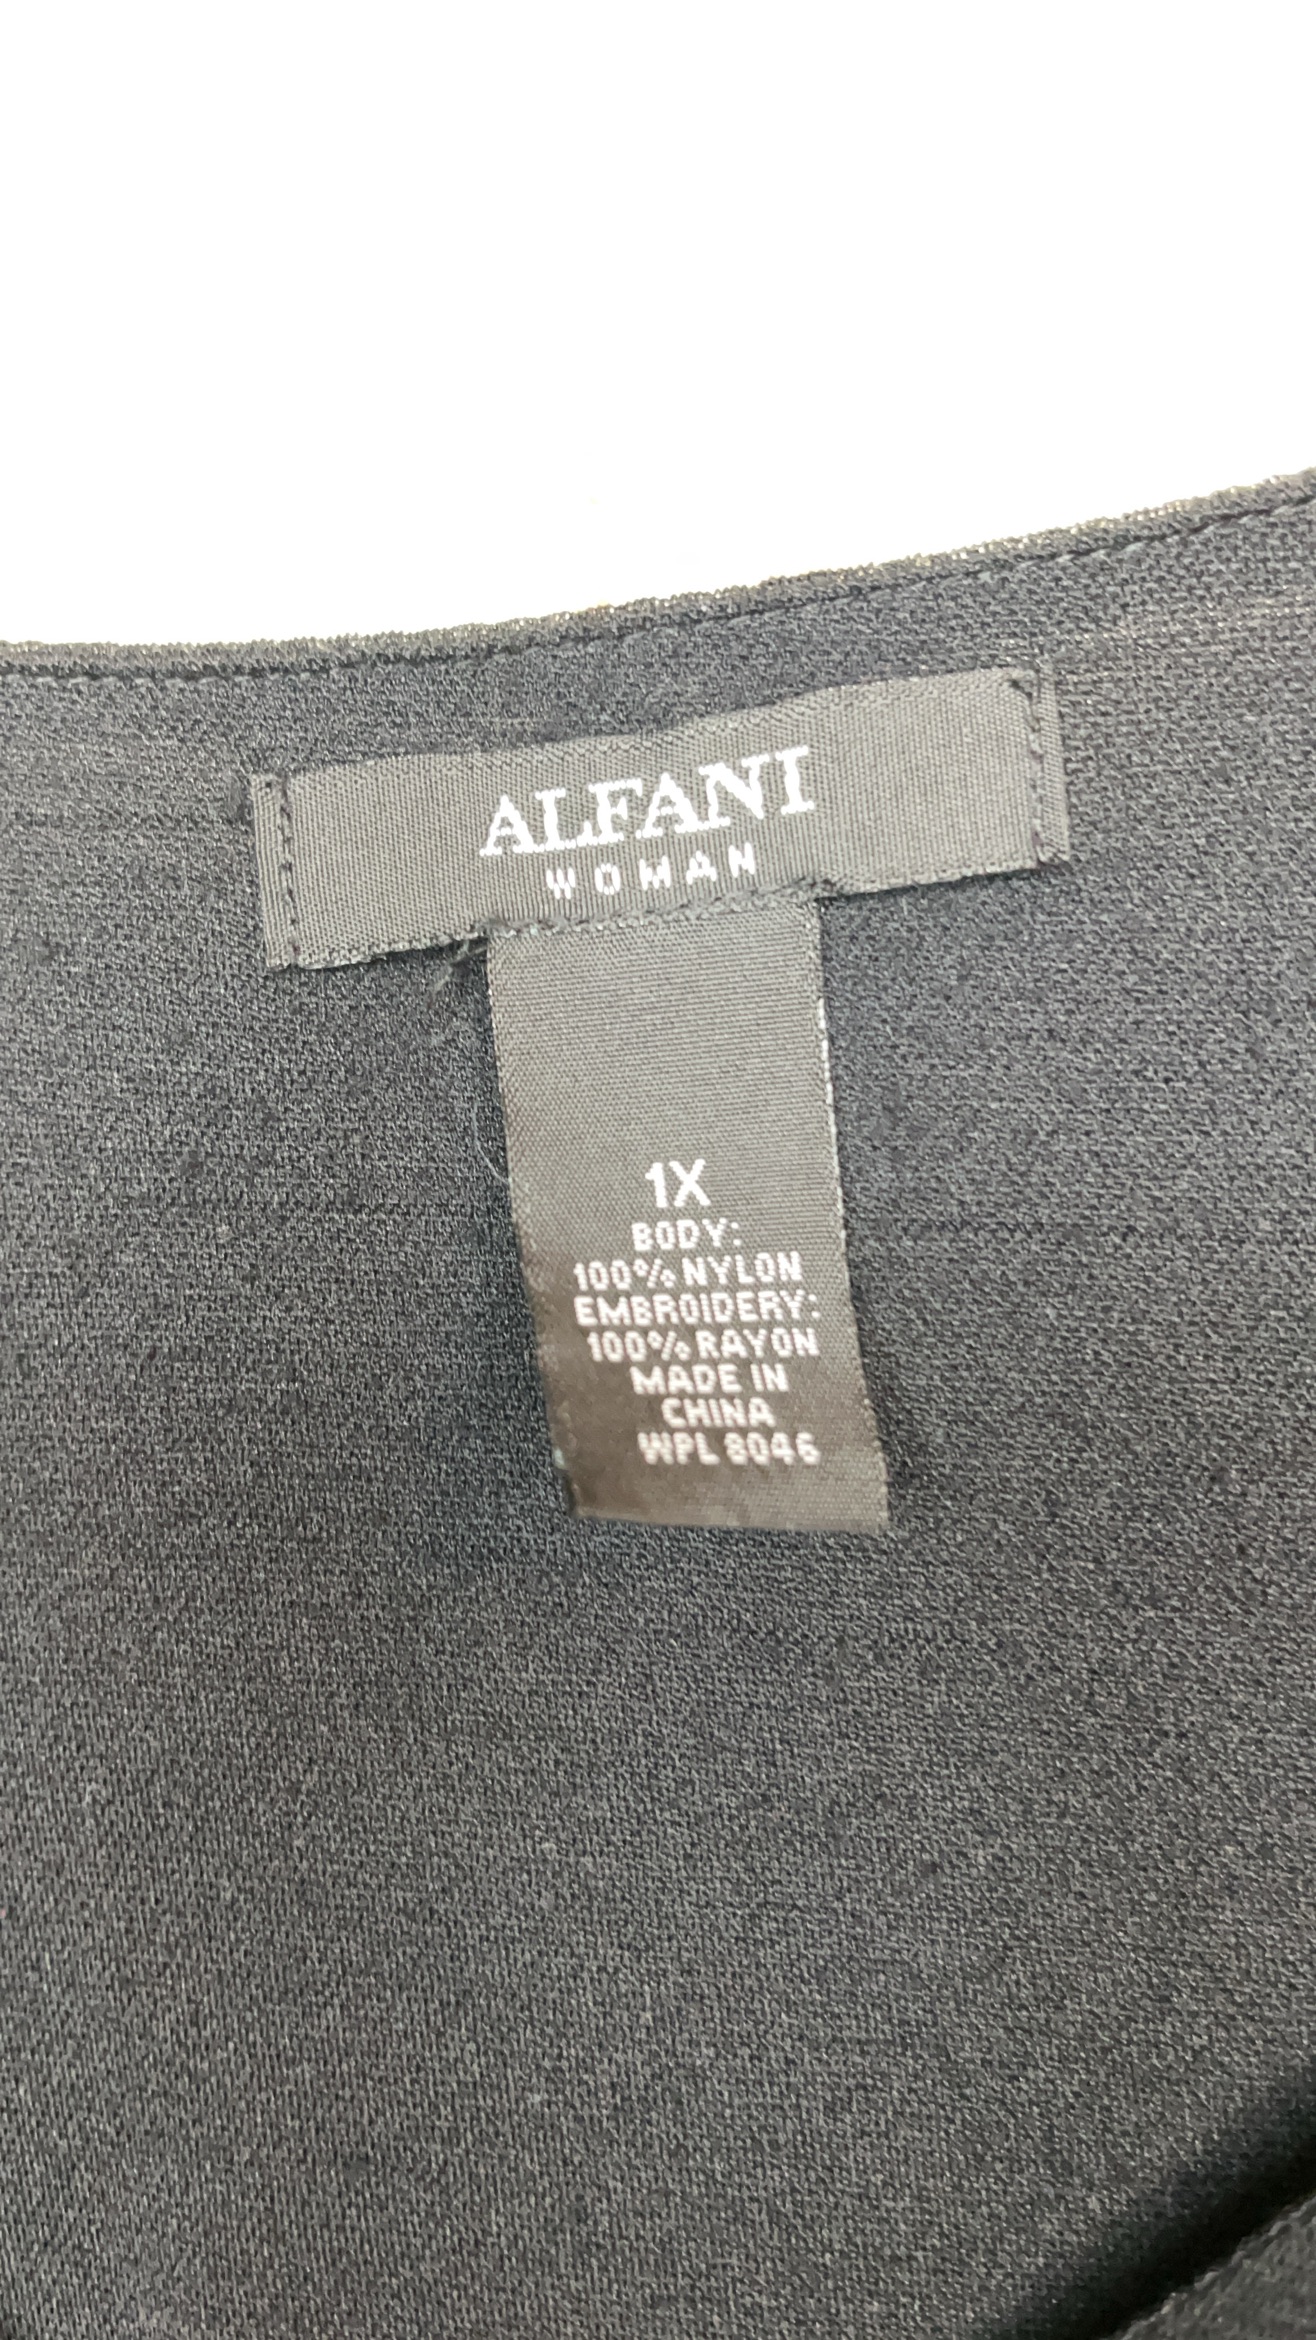 ALFANI
WOMAN
1X
BODY:
100% NYLON
EMBROIDERY:
100% RAYON
MADE IN
CHINA
WPL 8046